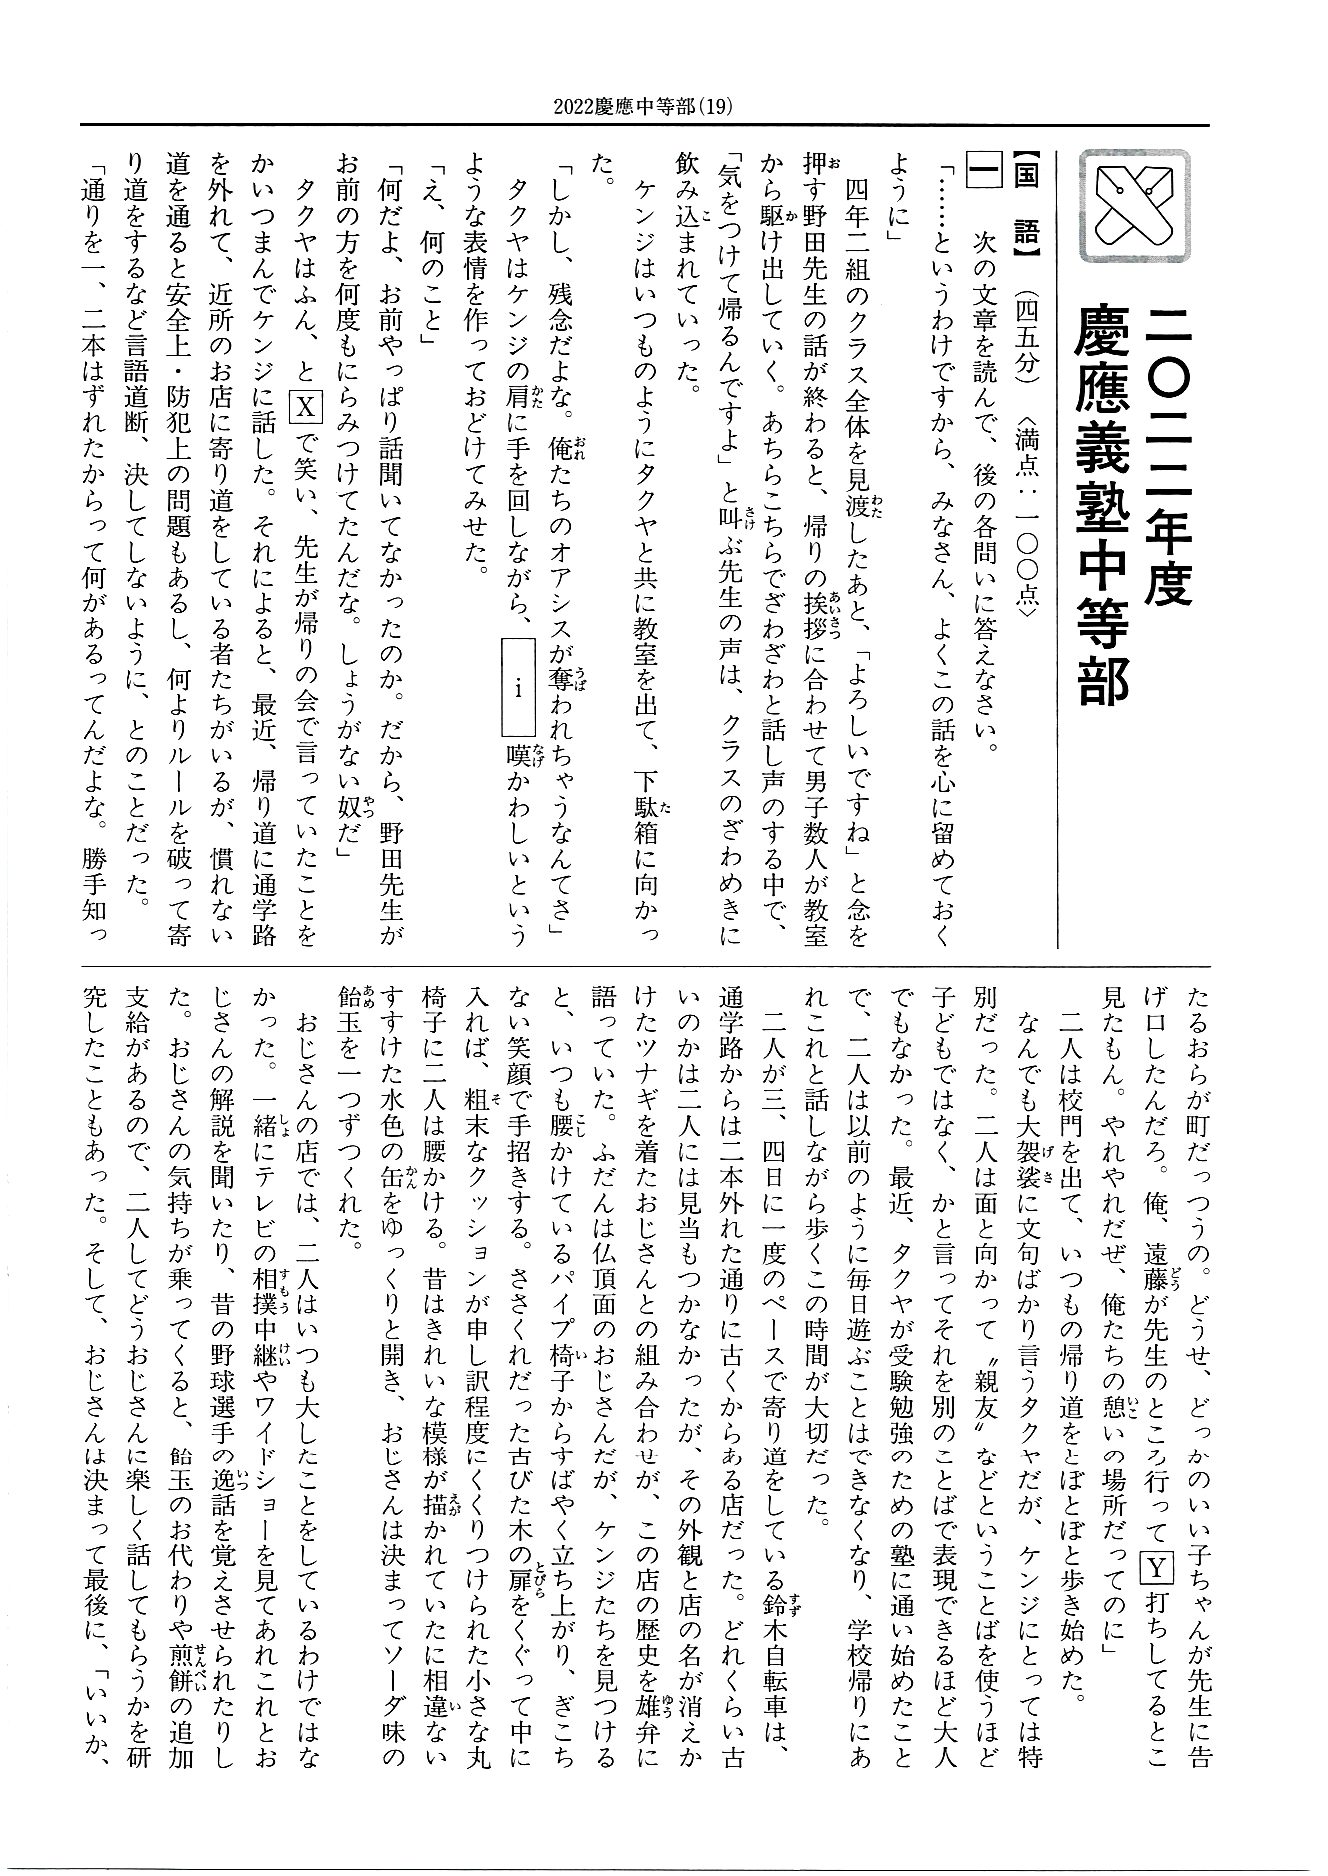 2022慶應中等部(19)
二〇二二年度
慶應義塾中等部
【国語】(四五分)〈満点:一〇〇点〉
一 次の文章を読んで、後の各問いに答えなさい。
「……というわけですから、みなさん、よくこの話を心に留めておく
ように」
四年二組のクラス全体を見渡したあと、「よろしいですね」と念を
押す野田先生の話が終わると、帰りの挨拶に合わせて男子数人が教室
から駆け出していく。あちらこちらでざわざわと話し声のする中で、
「気をつけて帰るんですよ」と叫ぶ先生の声は、クラスのざわめきに
飲み込まれていった。
ケンジはいつものようにタクヤと共に教室を出て、下駄箱に向かっ
た。
「しかし、残念だよな。俺たちのオアシスが奪われちゃうなんてさ」
タクヤはケンジの肩に手を回しながら、 i 嘆かわしいという
ような表情を作っておどけてみせた。
「え、何のこと」
「何だよ、お前やっぱり話聞いてなかったのか。だから、野田先生が
お前の方を何度もにらみつけてたんだな。しょうがない奴だ」
タクヤはふん、と X で笑い、先生が帰りの会で言っていたことを
かいつまんでケンジに話した。それによると、最近、帰り道に通学路
を外れて、近所のお店に寄り道をしている者たちがいるが、慣れない
道を通ると安全上・防犯上の問題もあるし、何よりルールを破って寄
り道をするなど言語道断、決してしないように、とのことだった。
「通りを一、二本はずれたからって何があるってんだよな。勝手知っ
たるおらが町だっつうの。どうせ、どっかのいい子ちゃんが先生に告
げ口したんだろ。俺、遠藤が先生のところ行って Y 打ちしてるとこ
見たもん。やれやれだぜ、俺たちの憩いの場所だってのに」
二人は校門を出て、いつもの帰り道をとぼとぼと歩き始めた。
なんでも大袈裟に文句ばかり言うタクヤだが、ケンジにとっては特
別だった。二人は面と向かって〝親友〟などということばを使うほど
子どもではなく、かと言ってそれを別のことばで表現できるほど大人
でもなかった。最近、タクヤが受験勉強のための塾に通い始めたこと
で、二人は以前のように毎日遊ぶことはできなくなり、学校帰りにあ
れこれと話しながら歩くこの時間が大切だった。
二人が三、四日に一度のペースで寄り道をしている鈴木自転車は、
通学路からは二本外れた通りに古くからある店だった。どれくらい古
いのかは二人には見当もつかなかったが、その外観と店の名が消えか
けたツナギを着たおじさんとの組み合わせが、この店の歴史を雄弁に
語っていた。ふだんは仏頂面のおじさんだが、ケンジたちを見つける
と、いつも腰かけているパイプ椅子からすばやく立ち上がり、ぎこち
ない笑顔で手招きする。ささくれだった古びた木の扉をくぐって中に
入れば、粗末なクッションが申し訳程度にくくりつけられた小さな丸
椅子に二人は腰かける。昔はきれいな模様が描かれていたに相違ない
すすけた水色の缶をゆっくりと開き、おじさんは決まってソーダ味の
飴玉を一つずつくれた。
おじさんの店では、二人はいつも大したことをしているわけではな
かった。一緒にテレビの相撲中継やワイドショーを見てあれこれとお
じさんの解説を聞いたり、昔の野球選手の逸話を覚えさせられたりし
た。おじさんの気持ちが乗ってくると、飴玉のお代わりや煎餅の追加
支給があるので、二人してどうおじさんに楽しく話してもらうかを研
究したこともあった。そして、おじさんは決まって最後に、「いいか、